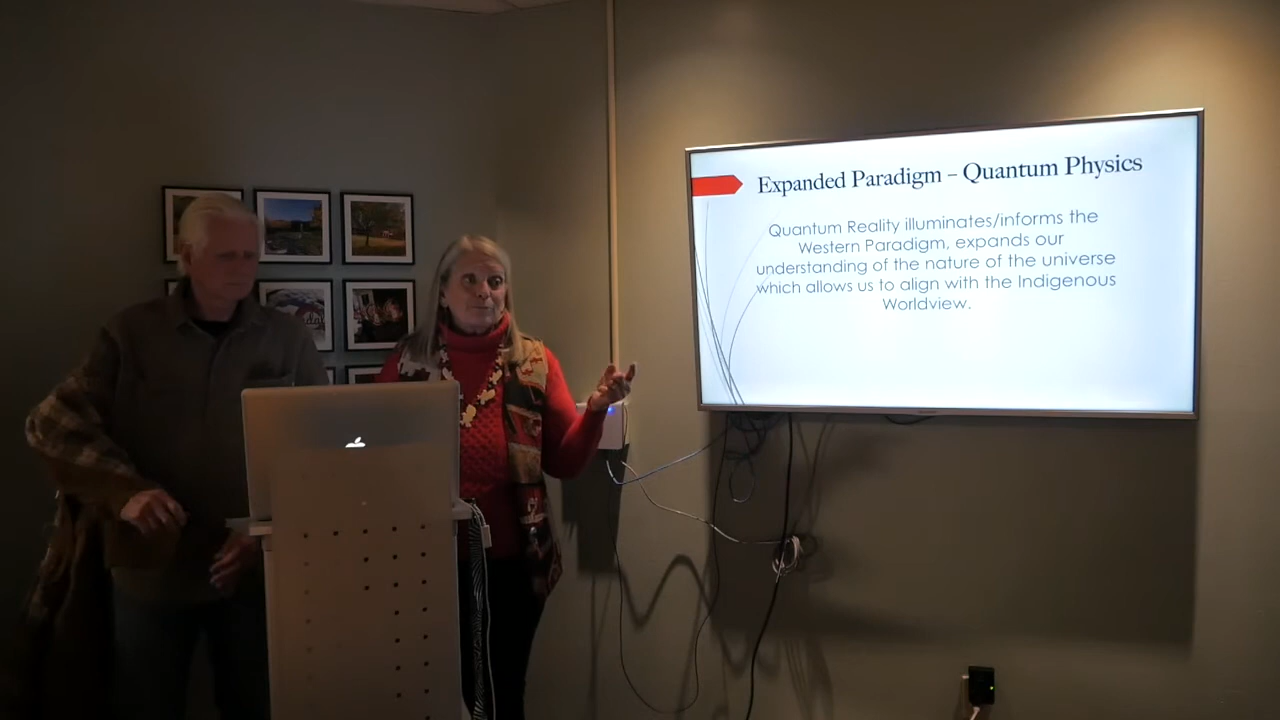 Expanded Paradigm – Quantum Physics
Quantum Reality illuminates/informs the
Western Paradigm, expands our
understanding of the nature of the universe
which allows us to align with the Indigenous
Worldview.